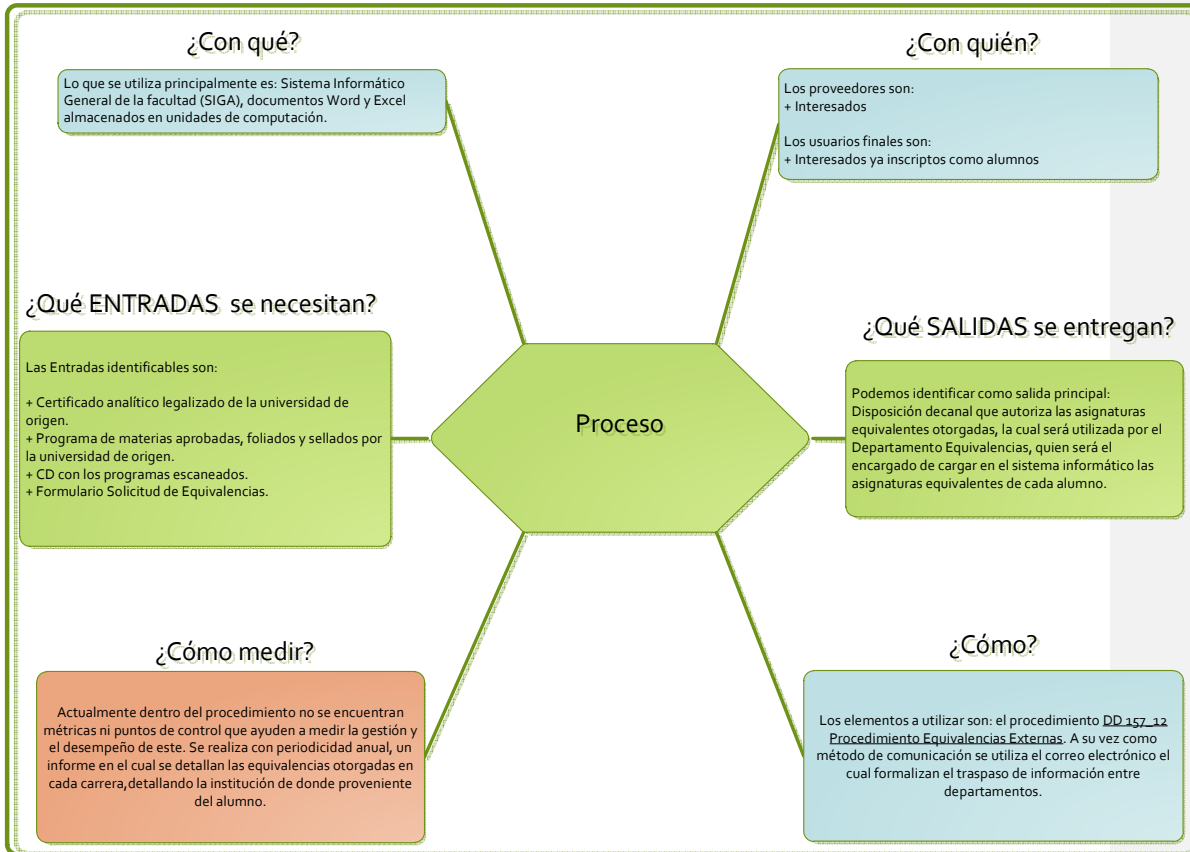 ¿Con qué?
Lo que se utiliza principalmente es: Sistema Informático
General de la facultad (SIGA), documentos Word y Excel
almacenados en unidades de computación.
¿Con quién?
Los proveedores son:
+ Interesados
Los usuarios finales son:
+ Interesados ya inscriptos como alumnos
¿Qué ENTRADAS se necesitan?
Las Entradas identificables son:
+ Certificado analítico legalizado de la universidad de
origen.
+ Programa de materias aprobadas, foliados y sellados por
la universidad de origen.
+ CD con los programas escaneados.
+ Formulario Solicitud de Equivalencias.
Proceso
¿Qué SALIDAS se entregan?
Podemos identificar como salida principal:
Disposición decanal que autoriza las asignaturas
equivalentes otorgadas, la cual será utilizada por el
Departamento Equivalencias, quien será el
encargado de cargar en el sistema informático las
asignaturas equivalentes de cada alumno.
¿Cómo medir?
Actualmente dentro del procedimiento no se encuentran
métricas ni puntos de control que ayuden a medir la gestión y
el desempeño de este. Se realiza con periodicidad anual, un
informe en el cual se detallan las equivalencias otorgadas en
cada carrera,detallando la institución de donde proveniente
del alumno.
¿Cómo?
Los elementos a utilizar son: el procedimiento DD 157_12
Procedimiento Equivalencias Externas. A su vez como
método de comunicación se utiliza el correo electrónico el
cual formalizan el traspaso de información entre
departamentos.